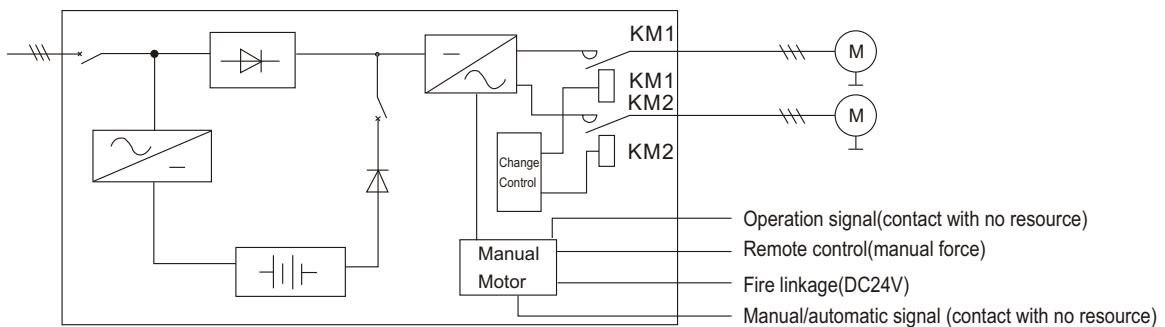 KM1
M
KM1
KM2
M
KM2
Change
Control
Operation signal(contact with no resource)
Manual
Motor
Remote control(manual force)
Fire linkage(DC24V)
Manual/automatic signal (contact with no resource)